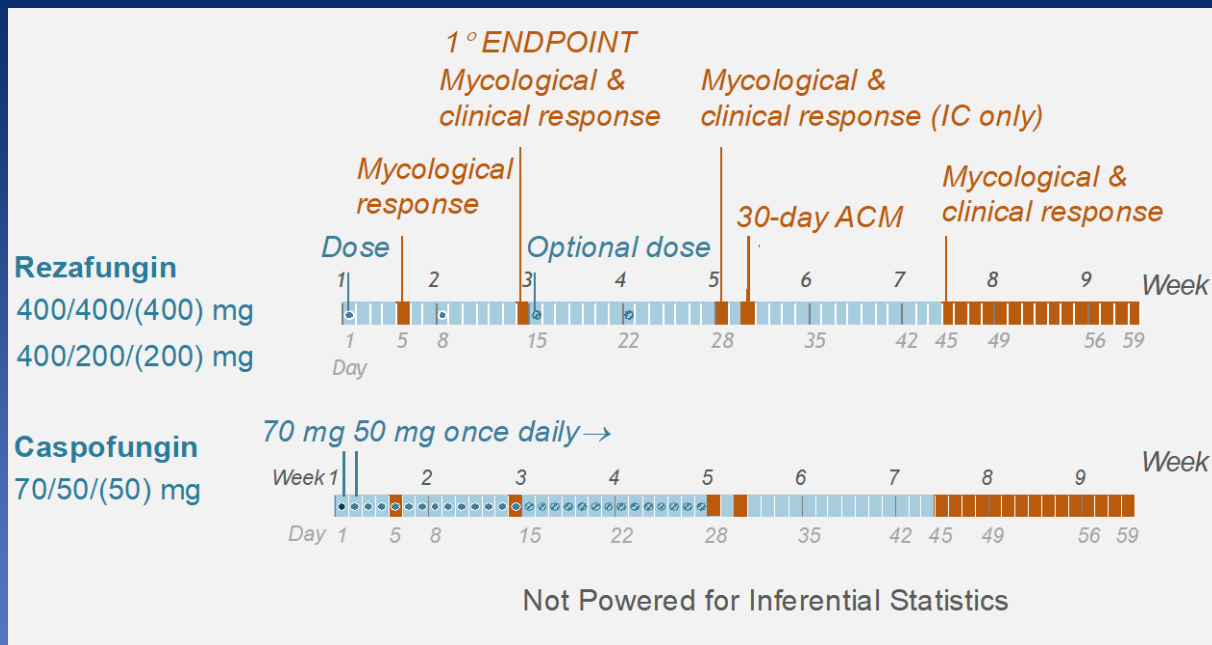 1° ENDPOINT
Mycological &
clinical response
Mycological &
clinical response (IC only)
Mycological
response
Mycological &
clinical response
30-day ACM
Dose
Optional dose
Rezafungin
400/400/(400) mg
400/200/(200) mg
1 2 3 4 5 6 7 8 9 Week
1 5 8 15 22 28 35 42 45 49 56 59
Day
Caspofungin
70/50/(50) mg
70 mg 50 mg once daily→
Week 1 2 3 4 5 6 7 8 9 Week
Day 1 5 8 15 22 28 35 42 45 49 56 59
Not Powered for Inferential Statistics